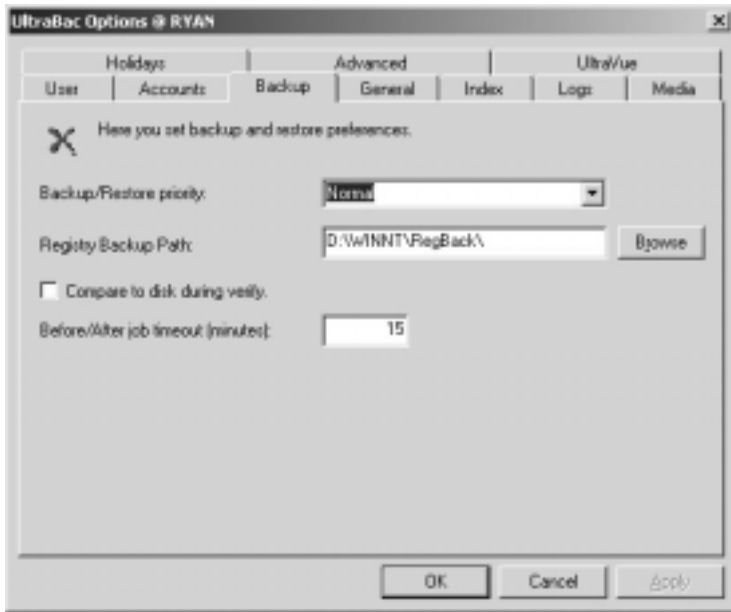 UltraBac Options @ RYAN
Holidays Advanced UltraVue
User Accounts Backup General Index Logs Media
Here you set backup and restore preferences.
Backup/Restore priority: Normal
Registry Backup Path: D:\WINNT\RegBack\ Browse
Compare to disk during verify.
Before/After job timeout (minutes): 15
OK Cancel Apply